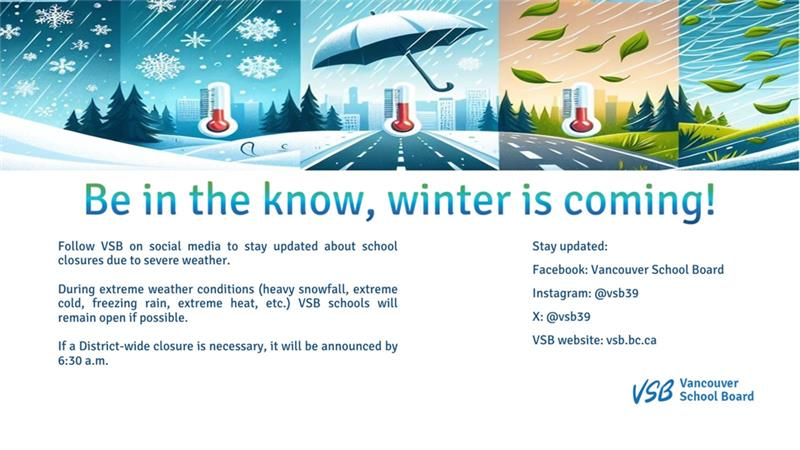 Be in the know, winter is coming!
Follow VSB on social media to stay updated about school
closures due to severe weather.
During extreme weather conditions (heavy snowfall, extreme
cold, freezing rain, extreme heat, etc.) VSB schools will
remain open if possible.
If a District-wide closure is necessary, it will be announced by
6:30 a.m.
Stay updated:
Facebook: Vancouver School Board
Instagram: @vsb39
X: @vsb39
VSB website: vsb.bc.ca
VSB Vancouver
School Board